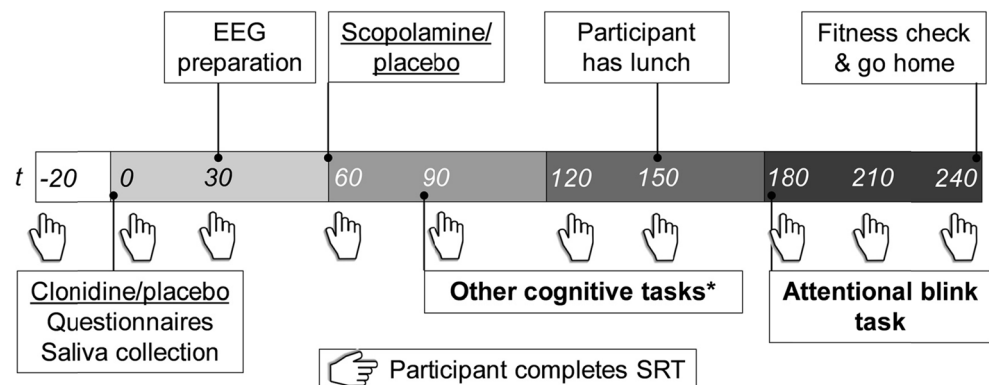 EEG
preparation
Scopolamine/
placebo
Participant
has lunch
Fitness check
& go home
t -20 0 30 60 90 120 150 180 210 240
Clonidine/placebo
Questionnaires
Saliva collection
Other cognitive tasks*
Attentional blink
task
Participant completes SRT